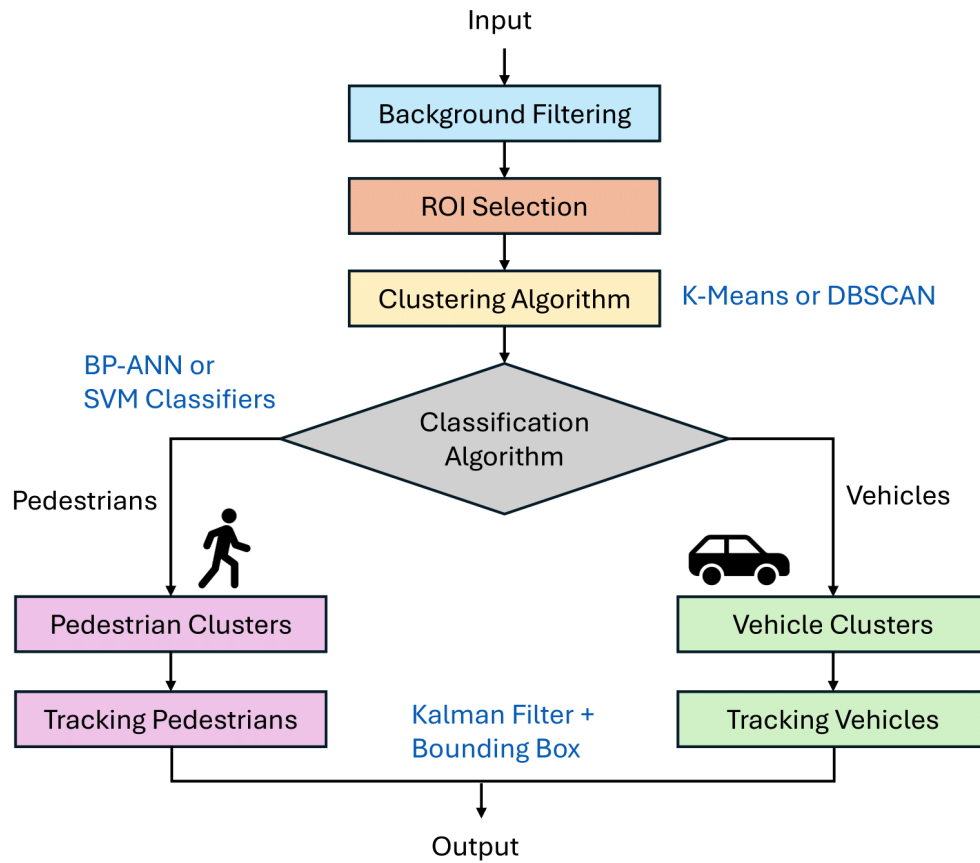 Input
Background Filtering
ROI Selection
Clustering Algorithm
K-Means or DBSCAN
BP-ANN or
SVM Classifiers
Classification
Algorithm
Pedestrians
Vehicles
Pedestrian Clusters
Vehicle Clusters
Tracking Pedestrians
Kalman Filter +
Bounding Box
Tracking Vehicles
Output